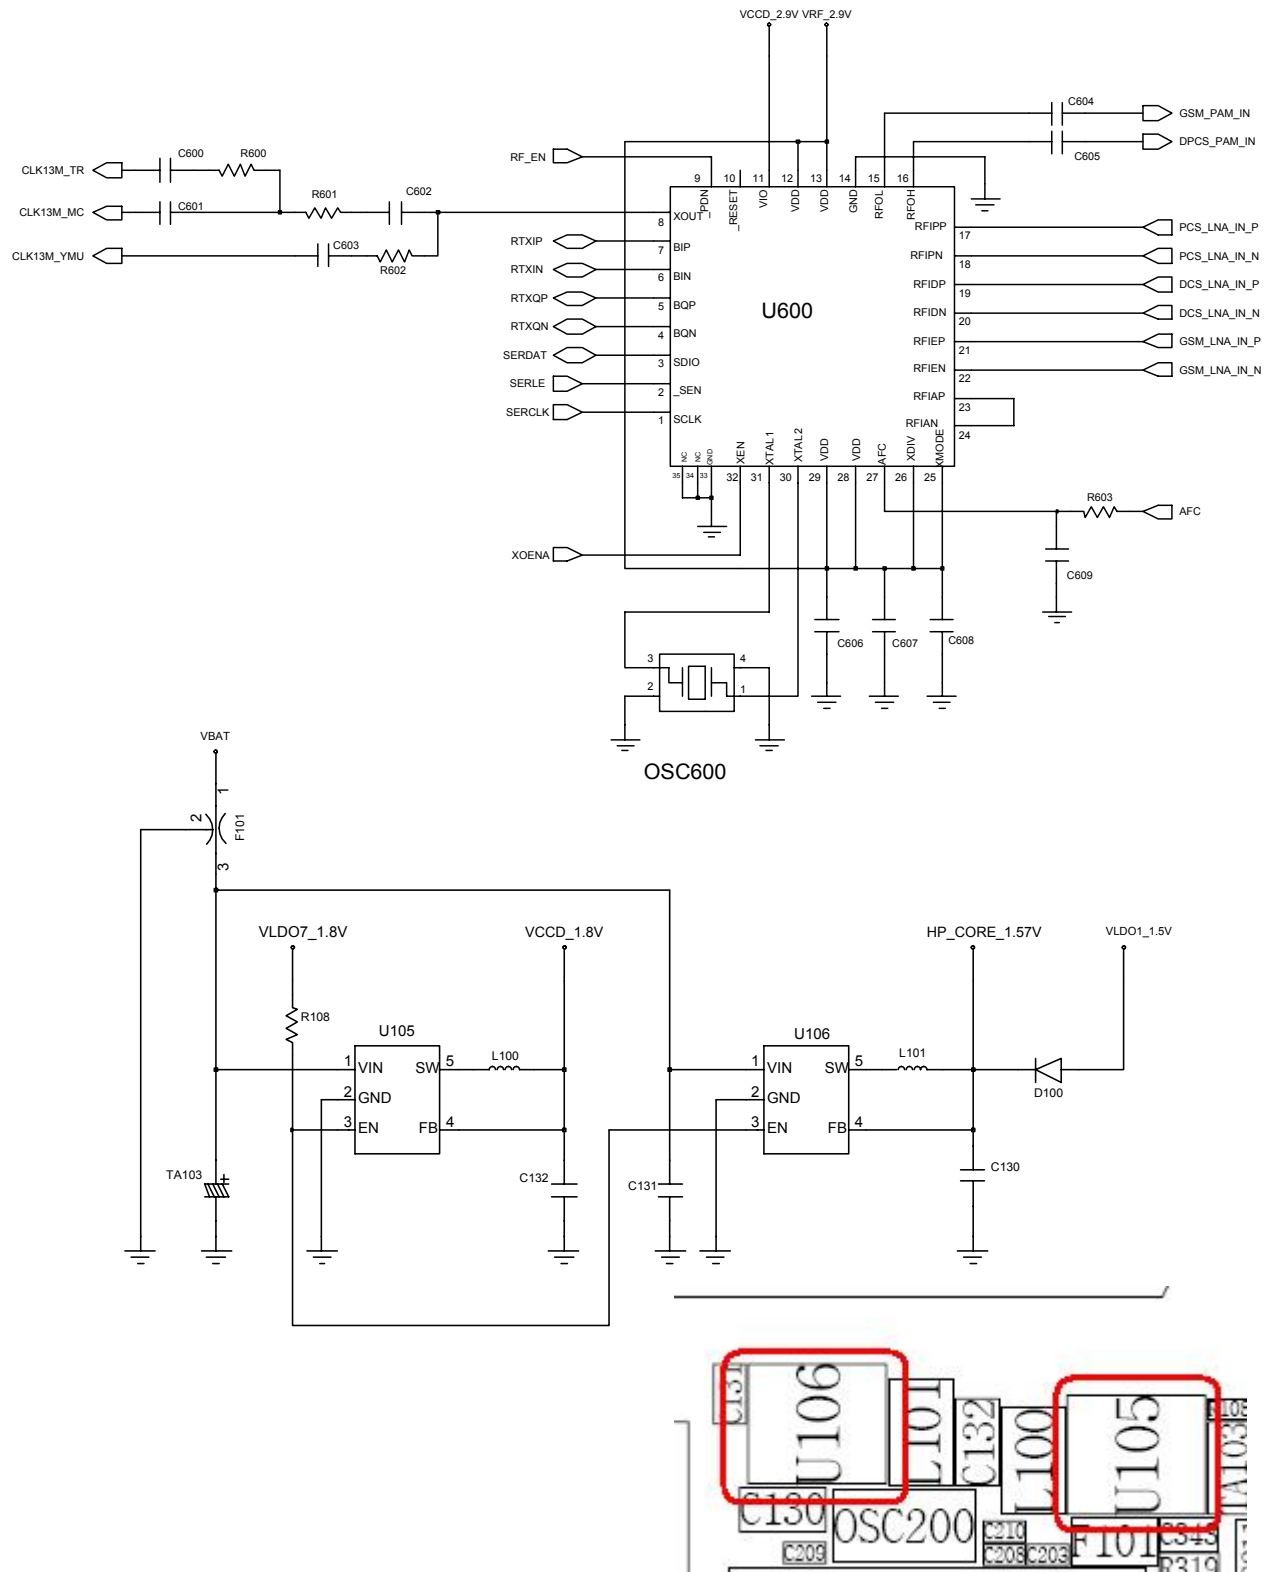 VCCD_2.9V VRF_2.9V
C604
GSM_PAM_IN
DPCS_PAM_IN
C605
CLK13M_TR
C600
R600
RF_EN
CLK13M_MC
C601
R601
C602
CLK13M_YMU
C603
R602
9 10 11 12 13 14 15 16
_PDN _RESET VIO VDD VDD GND RFOL RFOH
XOUT
8
RTXIP
7
BIP
RTXIN
6
BIN
RTXQP
5
BQP
RTXQN
4
BQN
SERDAT
3
SDIO
SERLE
2
_SEN
SERCLK
1
SCLK
U600
RFIPP
17
PCS_LNA_IN_P
RFIPN
18
PCS_LNA_IN_N
RFIDP
19
DCS_LNA_IN_P
RFIDN
20
DCS_LNA_IN_N
RFIEP
21
GSM_LNA_IN_P
RFIEN
22
GSM_LNA_IN_N
RFIAP
23
RFIAN
24
NC NC GND XEN XTAL1 XTAL2 VDD VDD AFC XDIV XMODE
35 34 33 32 31 30 29 28 27 26 25
R603
AFC
XOENA
C609
C606
C607
C608
3
4
2
1
OSC600
VBAT
1
2
F101
3
VLDO7_1.8V
VCCD_1.8V
HP_CORE_1.57V
VLDO1_1.5V
R108
U105
1
VIN
SW
5
L100
2
GND
3
EN
FB
4
U106
1
VIN
SW
5
L101
2
GND
3
EN
FB
4
D100
TA103
+
C132
C131
C130
C131
U106
L101
C132
L100
U105
C130
OSC200
C210
C209
C208
C203
F101
C343
R319